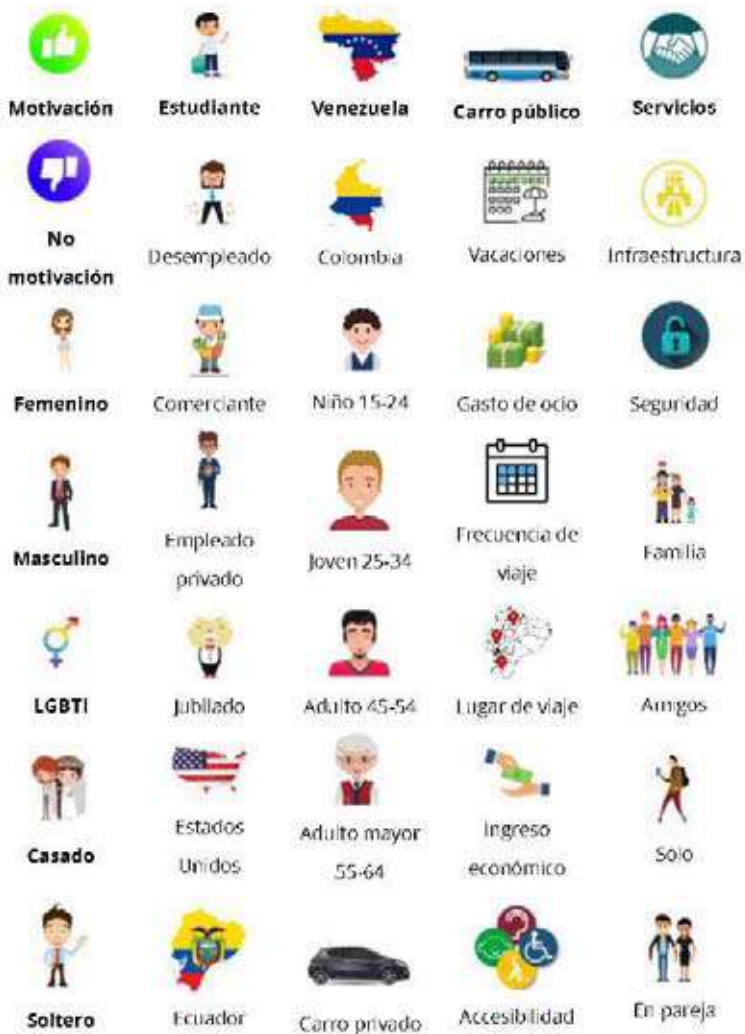 Motivación
Estudiante
Venezuela
Carro público
Servicios
No
motivación
Desempleado
Colombia
Vacaciones
Infraestructura
Femenino
Comerciante
Niño 15-24
Gasto de ocio
Seguridad
Masculino
Empleado
privado
Joven 25-34
Frecuencia de
viaje
Familia
LGBTI
Jubilado
Adulto 45-54
Lugar de viaje
Amigos
Casado
Estados
Unidos
Adulto mayor
55-64
Ingreso
económico
Solo
Soltero
Ecuador
Carro privado
Accesibilidad
En pareja